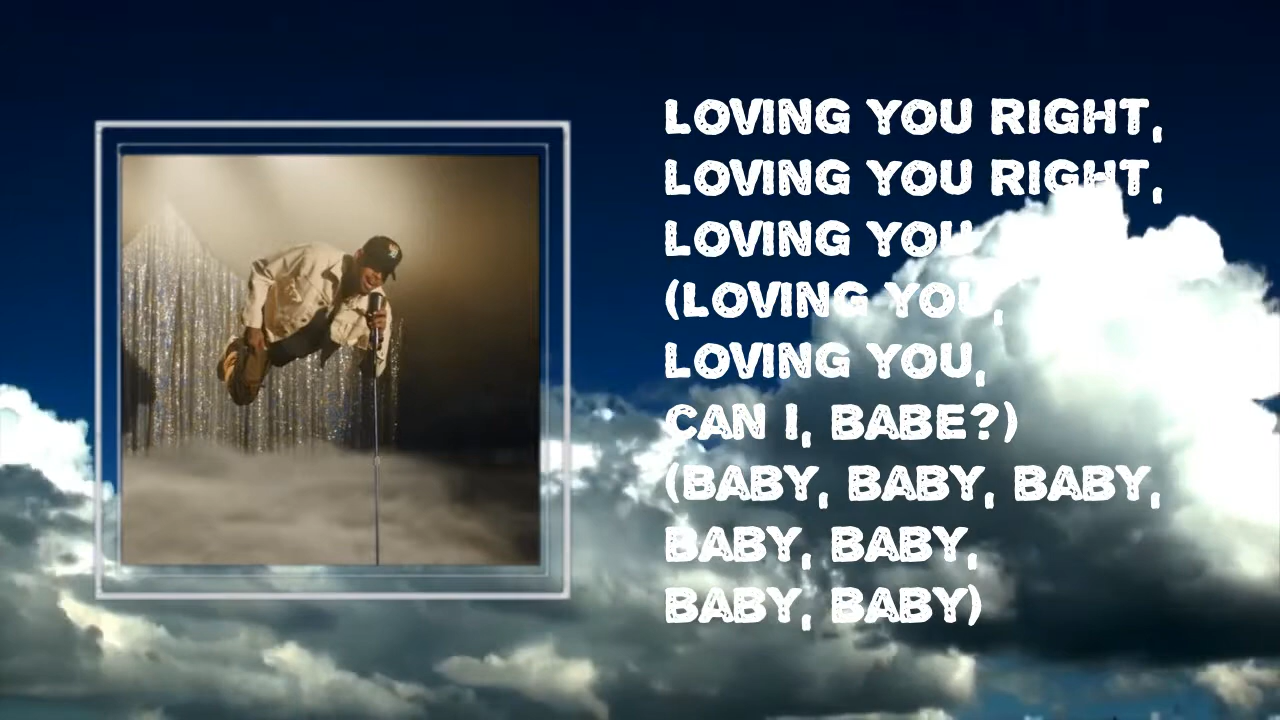 LOVING YOU RIGHT,
LOVING YOU RIGHT,
LOVING YOU
(LOVING YOU,
LOVING YOU,
CAN I, BABE?)
(BABY, BABY, BABY,
BABY, BABY,
BABY, BABY)